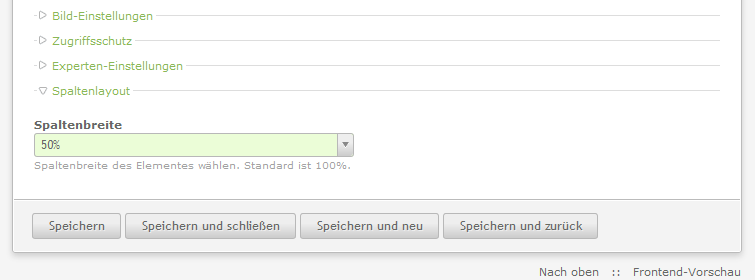 Bild-Einstellungen
Zugriffsschutz
Experten-Einstellungen
Spaltenlayout
Spaltenbreite
50%
Spaltenbreite des Elementes wählen. Standard ist 100%.
Speichern Speichern und schließen Speichern und neu Speichern und zurück
Nach oben :: Frontend-Vorschau